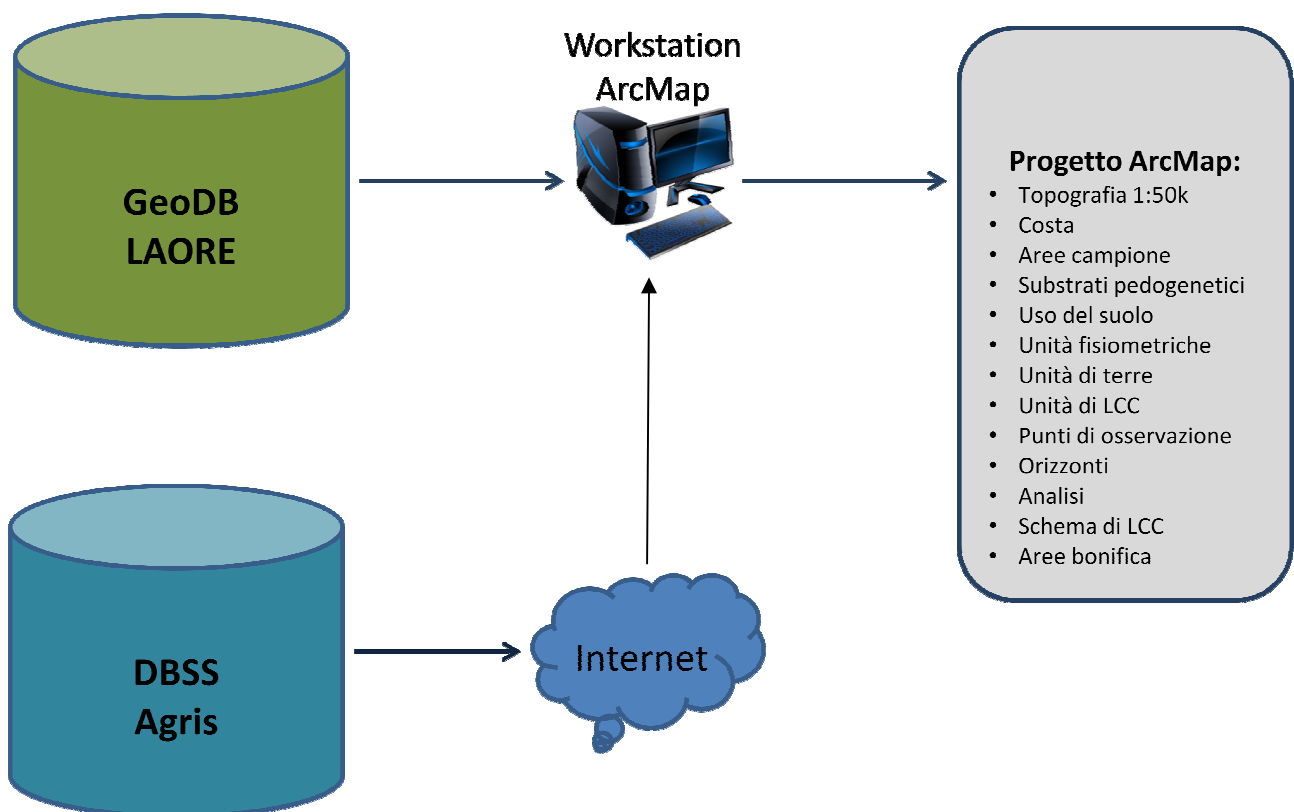 GeoDB
LAORE
Workstation
ArcMap
Progetto ArcMap:
• Topografia 1:50k
• Costa
• Aree campione
• Substrati pedogenetici
• Uso del suolo
• Unità fisiometriche
• Unità di terre
• Unità di LCC
• Punti di osservazione
• Orizzonti
• Analisi
• Schema di LCC
• Aree bonifica
DBSS
Agris
Internet